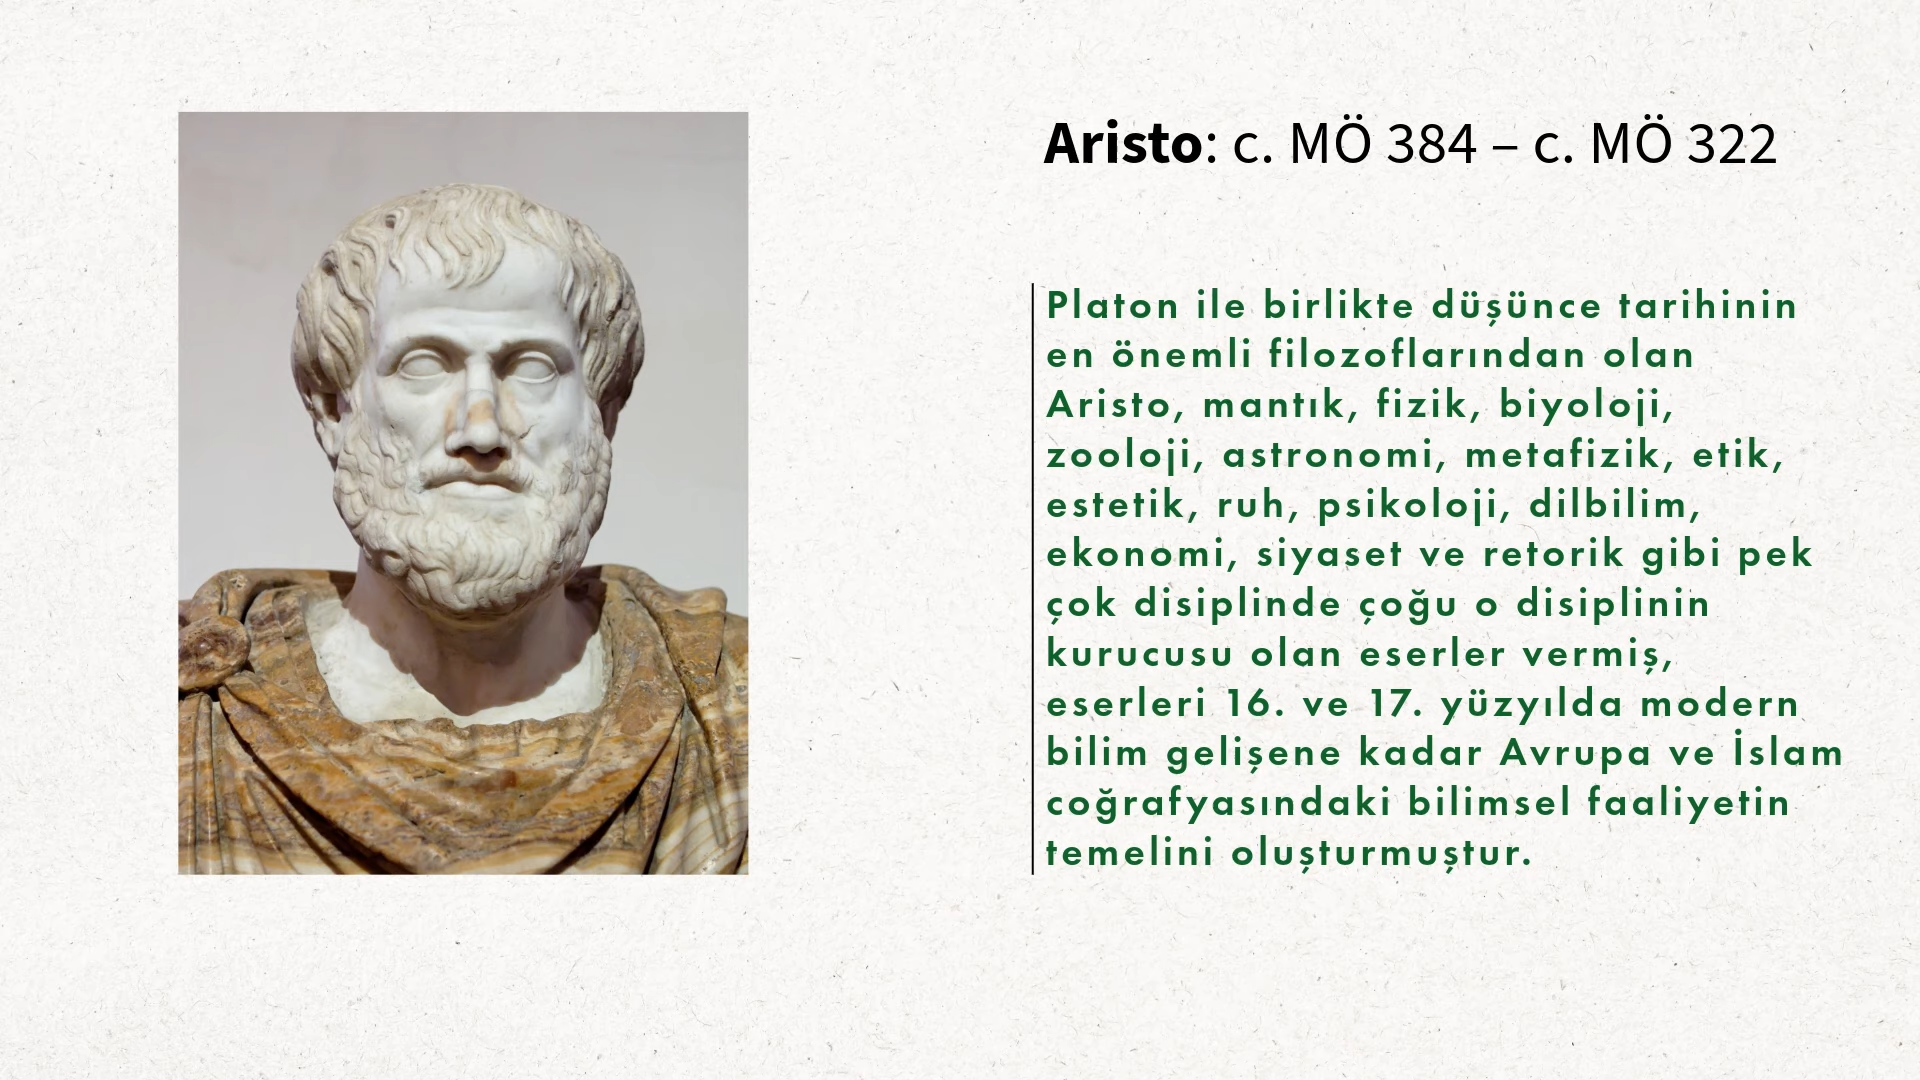 Aristo: c. MÖ 384 – c. MÖ 322
Platon ile birlikte düşünce tarihinin
en önemli filozoflarından olan
Aristo, mantık, fizik, biyoloji,
zooloji, astronomi, metafizik, etik,
estetik, ruh, psikoloji, dilbilim,
ekonomi, siyaset ve retorik gibi pek
çok disiplinde çoğu o disiplinin
kurucusu olan eserler vermiş,
eserleri 16. ve 17. yüzyılda modern
bilim gelişene kadar Avrupa ve İslam
coğrafyasındaki bilimsel faaliyetin
temelini oluşturmuştur.